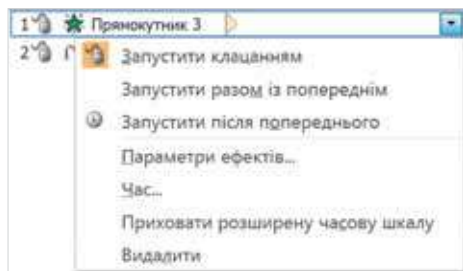 1 Прямокутник 3
2 П
Запустити клацанням
Запустити разом із попереднім
Запустити після попереднього
Параметри ефектів...
Час...
Приховати розширену часову шкалу
Видалити